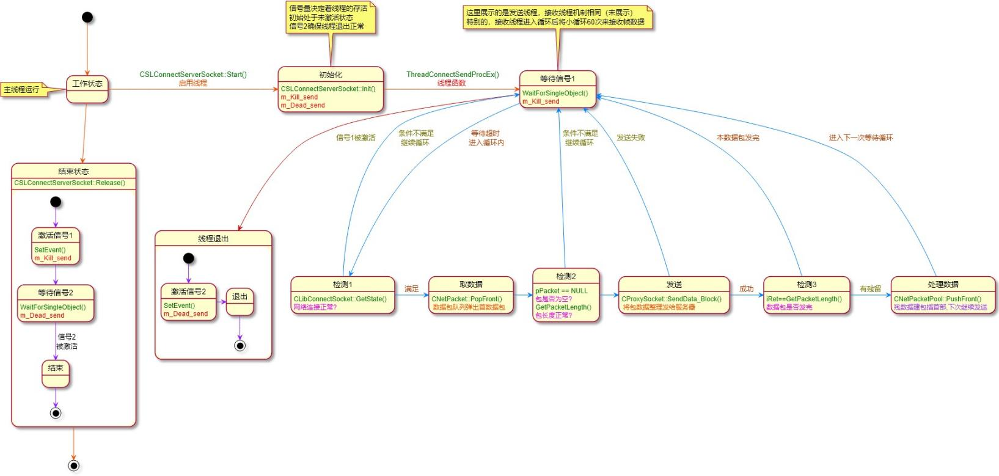 信号量决定着线程的存活
初始处于未激活状态
信号2确保线程退出正常
这里展示的是发送线程，接收线程机制相同（未展示）
特别的，接收线程进入循环后将小循环60次来接收帧数据
主线程运行
工作状态
CSLConnectServerSocket::Start()
启用线程
初始化
CSLConnectServerSocket::Init()
m_Kill_send
m_Dead_send
ThreadConnectSendProcEx()
线程函数
等待信号1
WaitForSingleObject()
m_Kill_send
信号1被激活
条件不满足
继续循环
等待超时
进入循环内
条件不满足
继续循环
发送失败
本数据包发完
进入下一次等待循环
结束状态
CSLConnectServerSocket::Release()
激活信号1
SetEvent()
m_Kill_send
等待信号2
WaitForSingleObject()
m_Dead_send
信号2
被激活
结束
线程退出
激活信号2
SetEvent()
m_Dead_send
退出
检测1
CLibConnectSocket::GetState()
网络连接正常?
满足
取数据
CNetPacket::PopFront()
数据包队列弹出首数据包
检测2
pPacket == NULL
包是否为空?
GetPacketLength()
包长度正常?
发送
CProxySocket::SendData_Block()
将包数据整理发给服务器
成功
检测3
iRet==GetPacketLength()
数据包是否发完
有残留
处理数据
CNetPacketPool::PushFront()
残数据建包插首部,下次继续发送